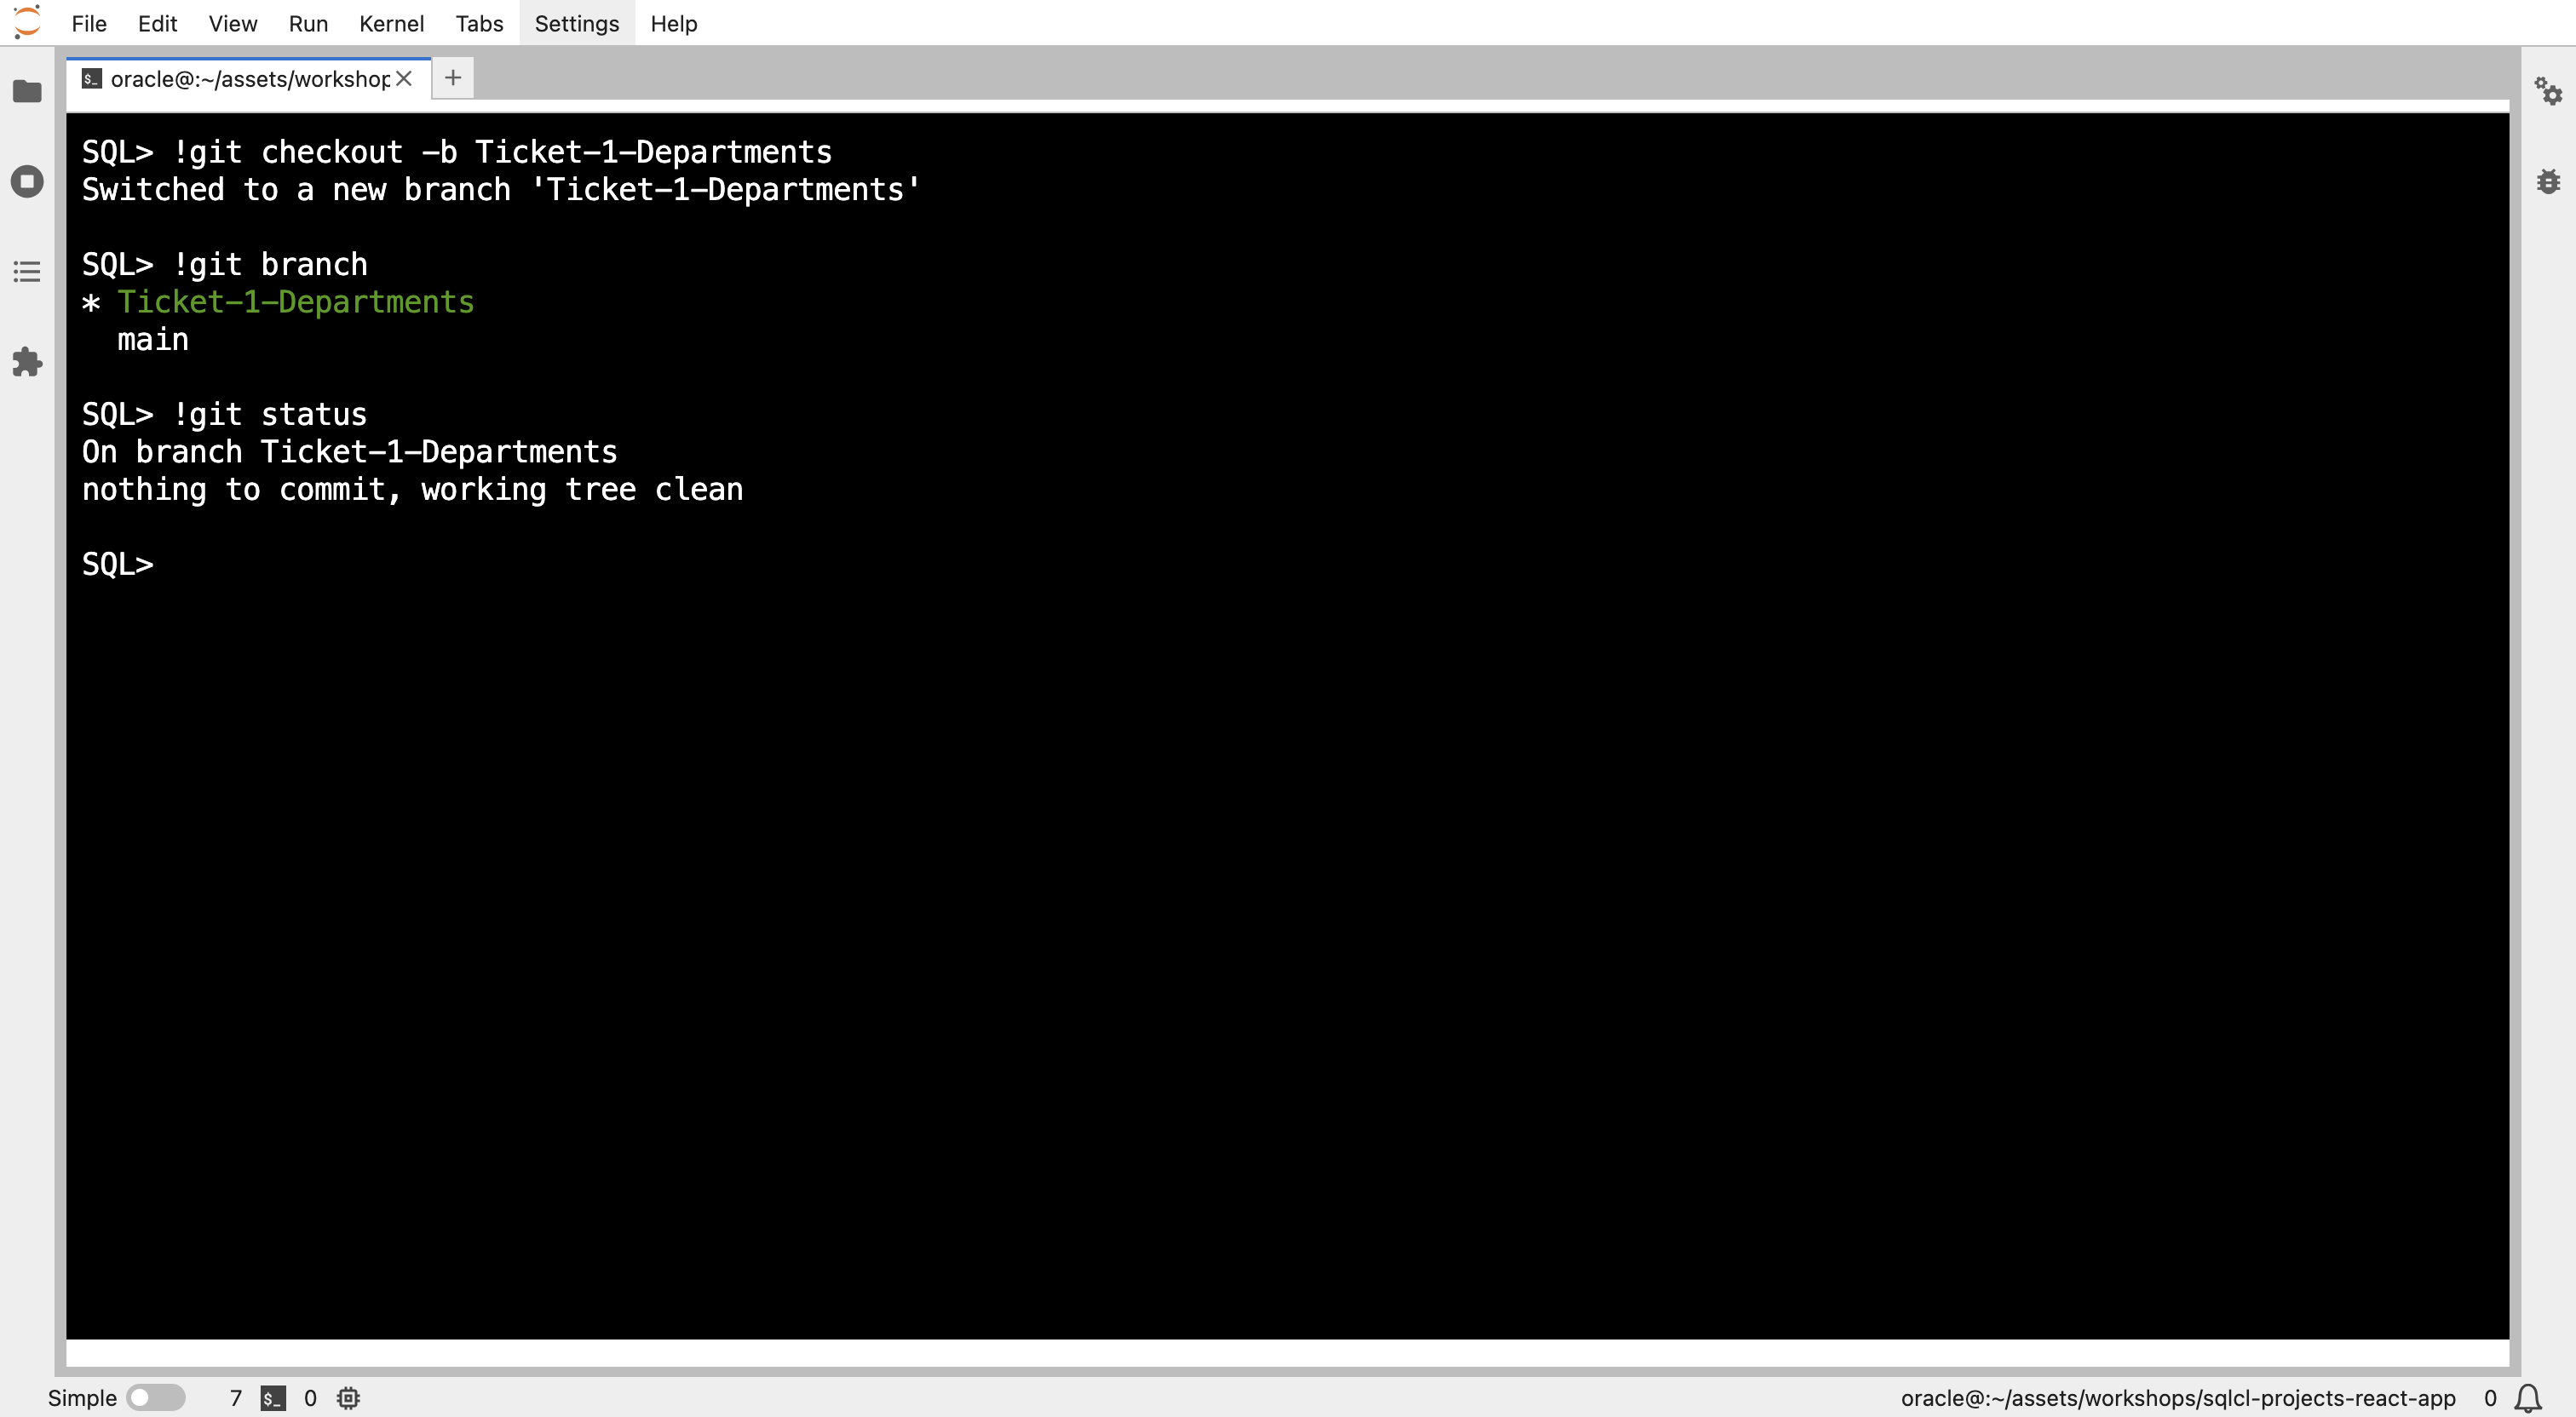 File Edit View Run Kernel Tabs Settings Help
$_ oracle@:~/assets/workshop
SQL> !git checkout -b Ticket-1-Departments
Switched to a new branch 'Ticket-1-Departments'
SQL> !git branch
* Ticket-1-Departments
main
SQL> !git status
On branch Ticket-1-Departments
nothing to commit, working tree clean
SQL>
Simple 7 $_ 0 oracle@:~/assets/workshops/sqlcl-projects-react-app 0